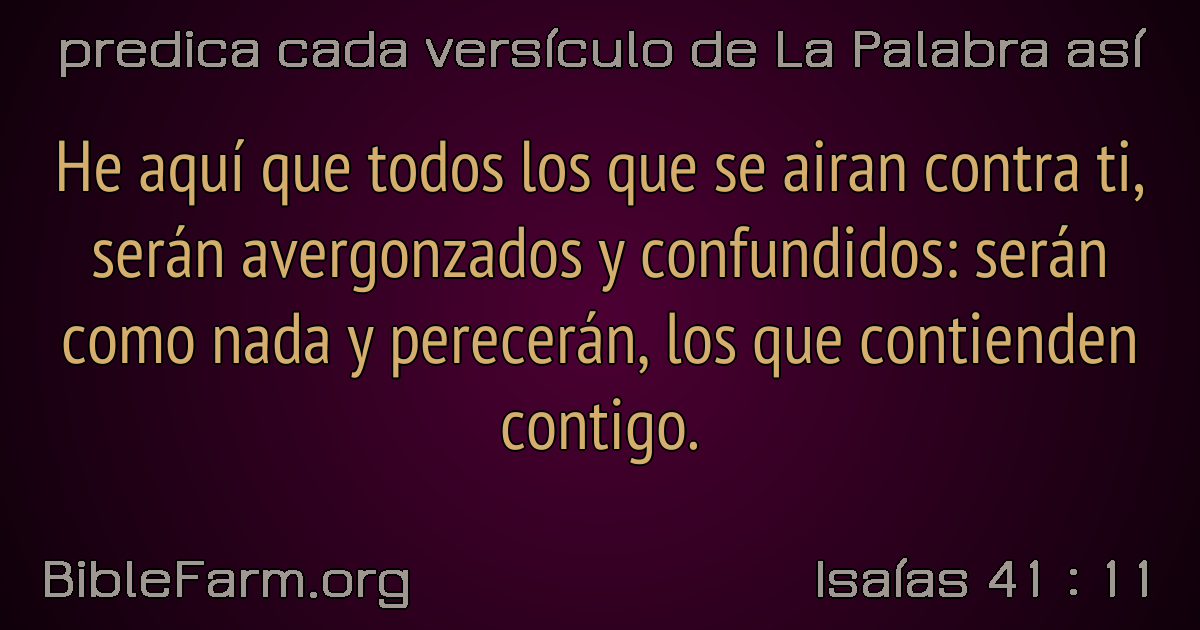 predica cada versículo de La Palabra así
He aquí que todos los que se airan contra ti,
serán avergonzados y confundidos: serán
como nada y perecerán, los que contienden
contigo.
BibleFarm.org
Isaías 41 : 11